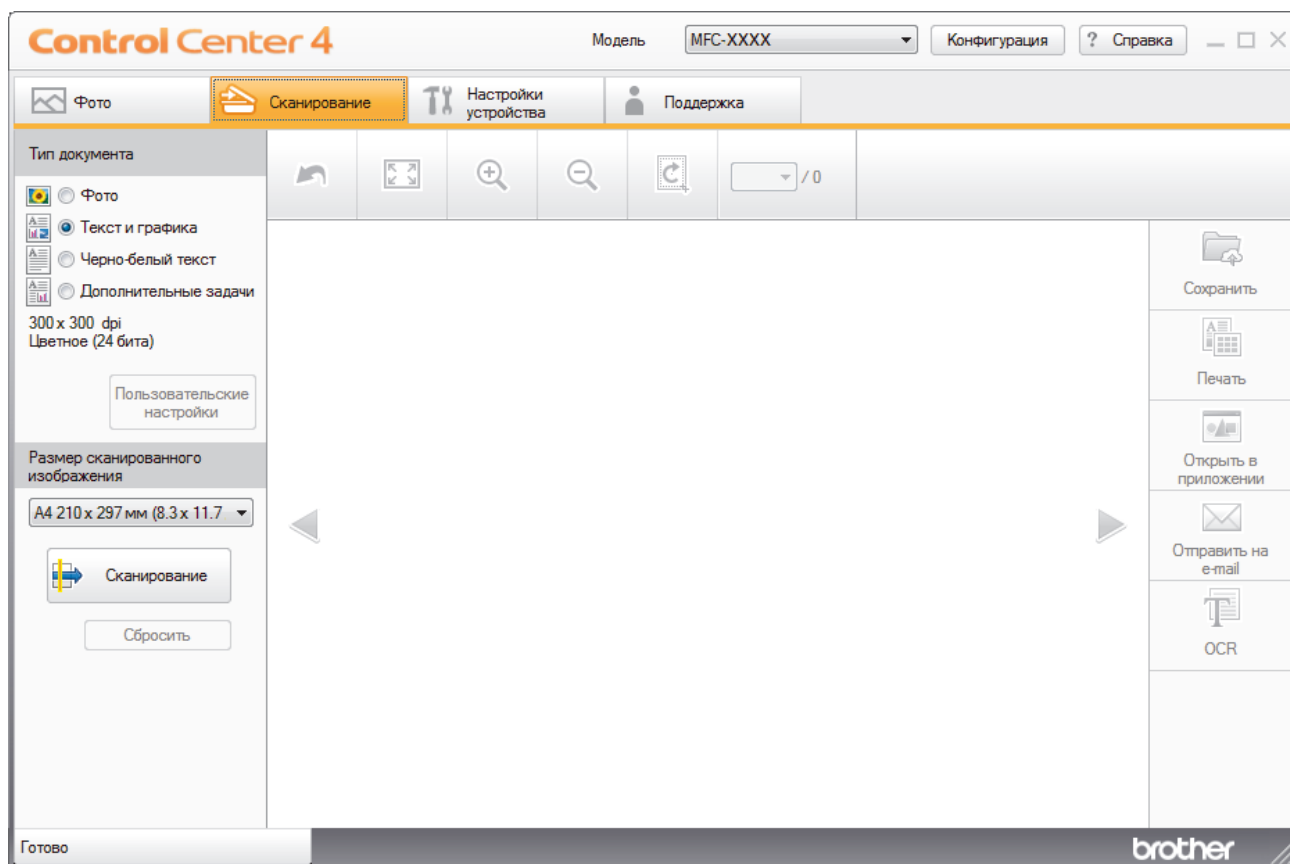 Control Center 4
Модель
MFC-XXXX
Конфигурация
? Справка
Фото
Сканирование
Настройки
устройства
Поддержка
Тип документа
Фото
Текст и графика
Черно-белый текст
Дополнительные задачи
300 x 300 dpi
Цветное (24 бита)
Пользовательские
настройки
Размер сканированного
изображения
A4 210 x 297 мм (8.3 x 11.7
Сканирование
Сбросить
/ 0
Сохранить
Печать
Открыть в
приложении
Отправить на
e-mail
OCR
Готово
brother